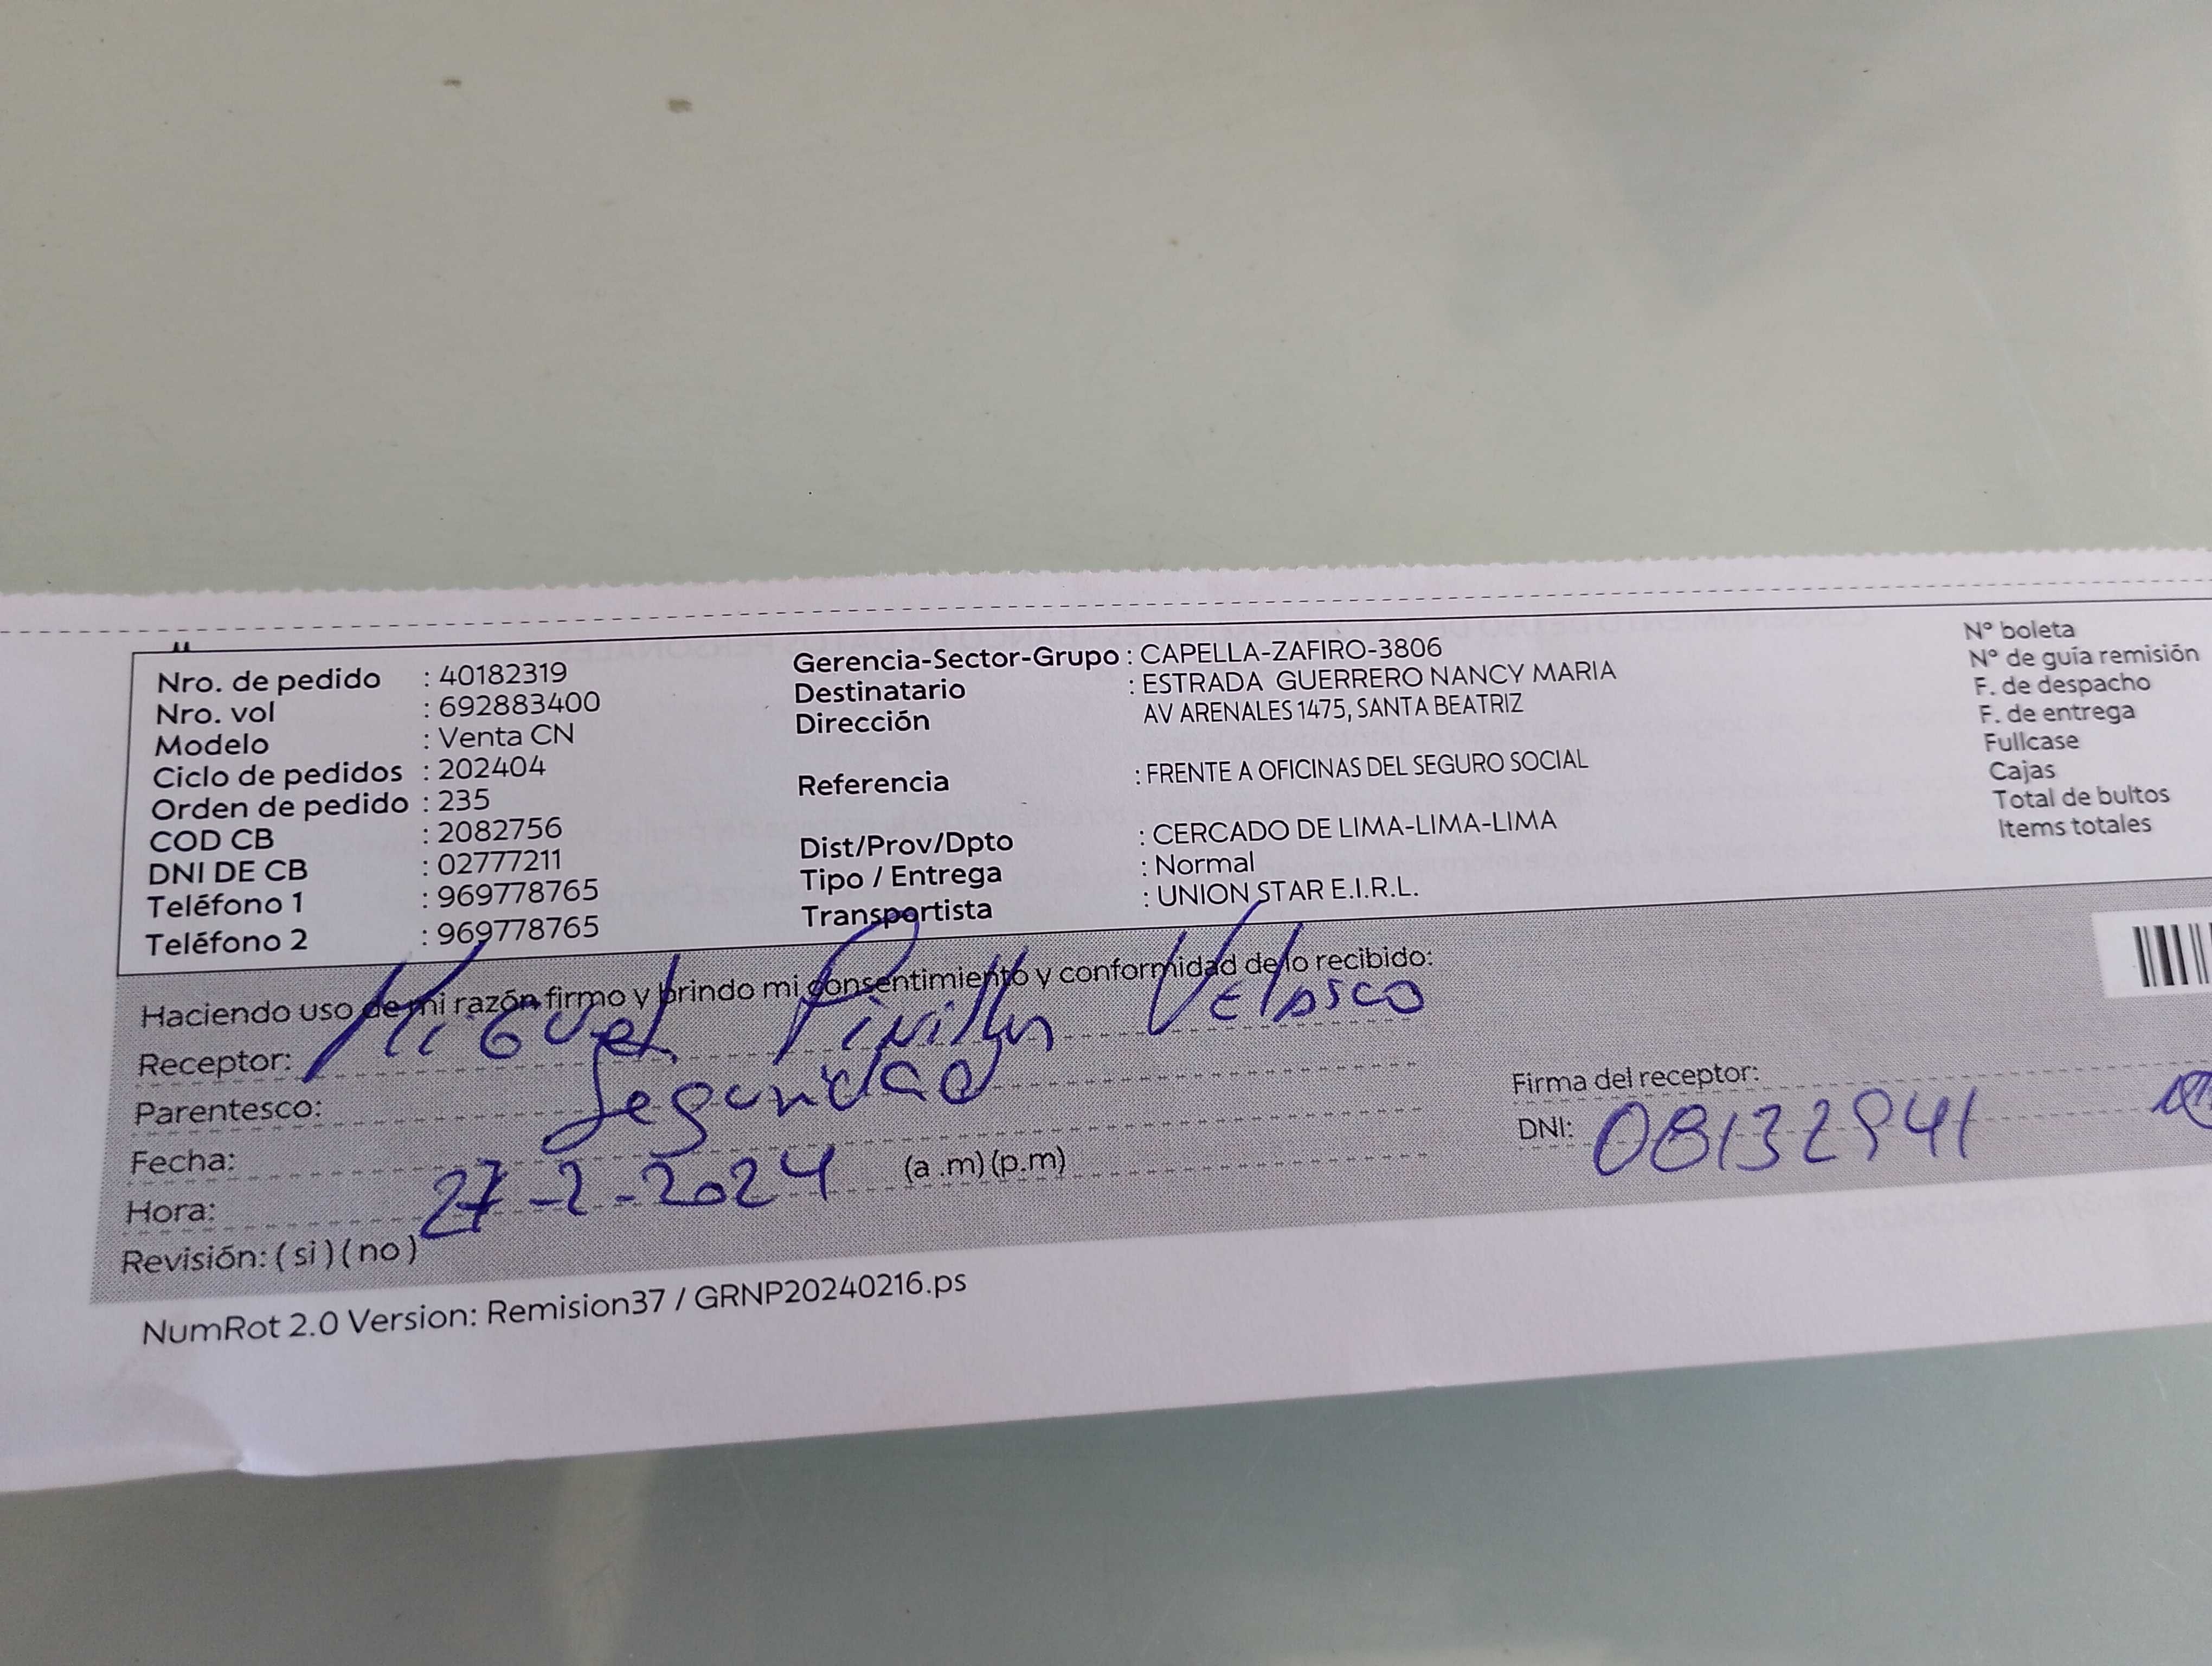 Nro. de pedido : 40182319
Nro. vol : 692883400
Modelo : Venta CN
Ciclo de pedidos : 202404
Orden de pedido : 235
COD CB : 2082756
DNI DE CB : 02777211
Teléfono 1 : 969778765
Teléfono 2 : 969778765
Gerencia-Sector-Grupo : CAPELLA-ZAFIRO-3806
Destinatario : ESTRADA GUERRERO NANCY MARIA
Dirección AV ARENALES 1475, SANTA BEATRIZ
Referencia : FRENTE A OFICINAS DEL SEGURO SOCIAL
Dist/Prov/Dpto : CERCADO DE LIMA-LIMA-LIMA
Tipo / Entrega : Normal
Transportista : UNION STAR E.I.R.L.
N° boleta
N° de guía remisión
F. de despacho
F. de entrega
Fullcase
Cajas
Total de bultos
Items totales
Haciendo uso de mi razón firmo y brindo mi consentimiento y conformidad de lo recibido:
Receptor: Miguel Pinillos Velasco
Parentesco: Seguridad
Fecha: 27-2-2024 (a .m) (p.m)
Hora:
Revisión: ( si ) ( no )
Firma del receptor:
DNI: 08132941
NumRot 2.0 Version: Remision37 / GRNP20240216.ps